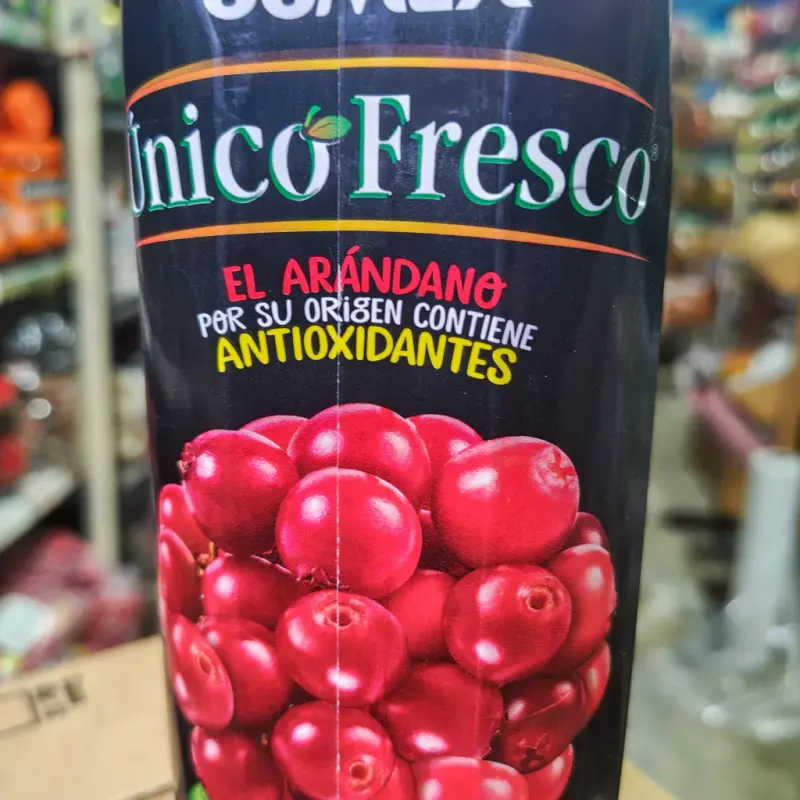 Único Fresco
EL ARÁNDANO
POR SU ORIGEN CONTIENE
ANTIOXIDANTES